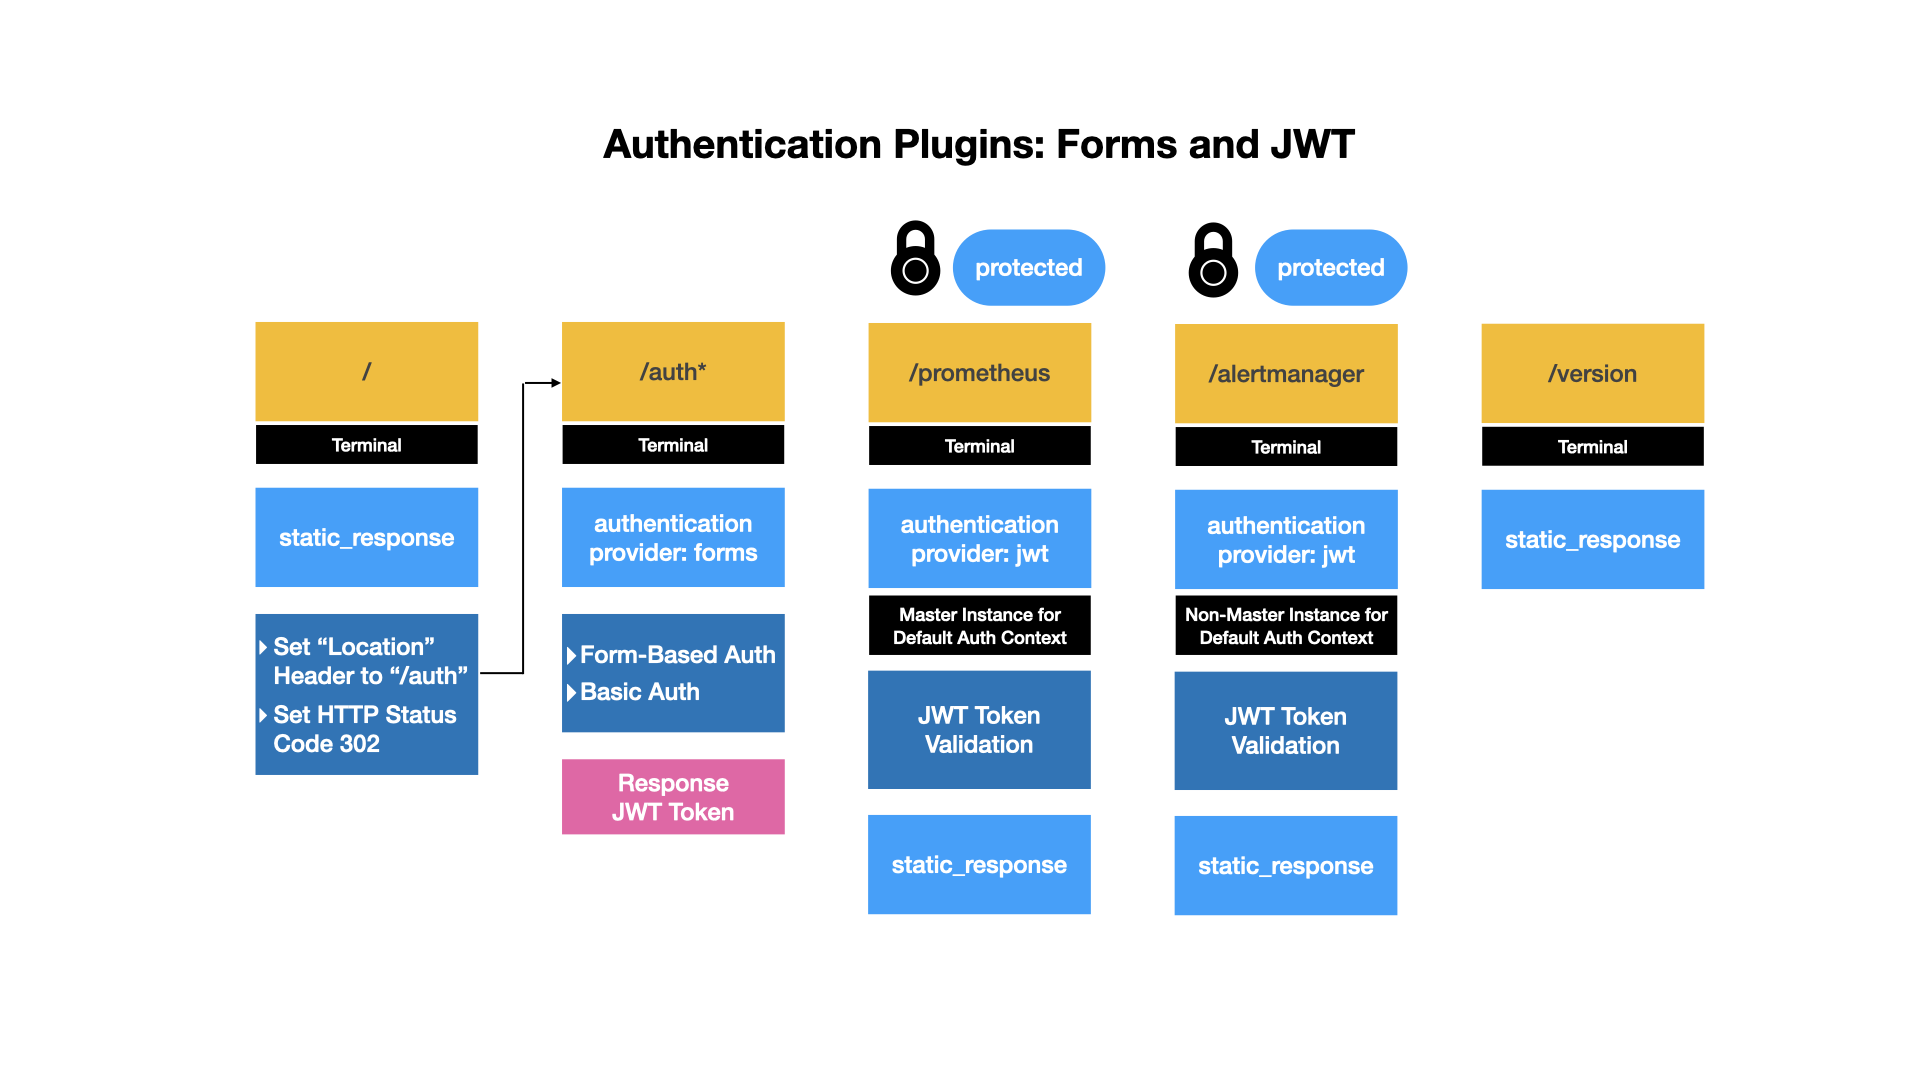 Authentication Plugins: Forms and JWT
protected
protected
/
Terminal
static_response
Set “Location”
Header to “/auth”
Set HTTP Status
Code 302
/auth*
Terminal
authentication
provider: forms
Form-Based Auth
Basic Auth
Response
JWT Token
/prometheus
Terminal
authentication
provider: jwt
Master Instance for
Default Auth Context
JWT Token
Validation
static_response
/alertmanager
Terminal
authentication
provider: jwt
Non-Master Instance for
Default Auth Context
JWT Token
Validation
static_response
/version
Terminal
static_response